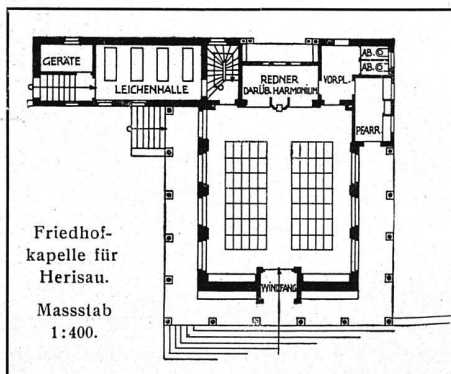 GERÄTE
LEICHENHALLE
REDNER
DARÜB. HARMONIUM
VORPL.
AB.
AB.
PFARR.
WINDFANG
Friedhof-
kapelle für
Herisau.
Massstab
1:400.